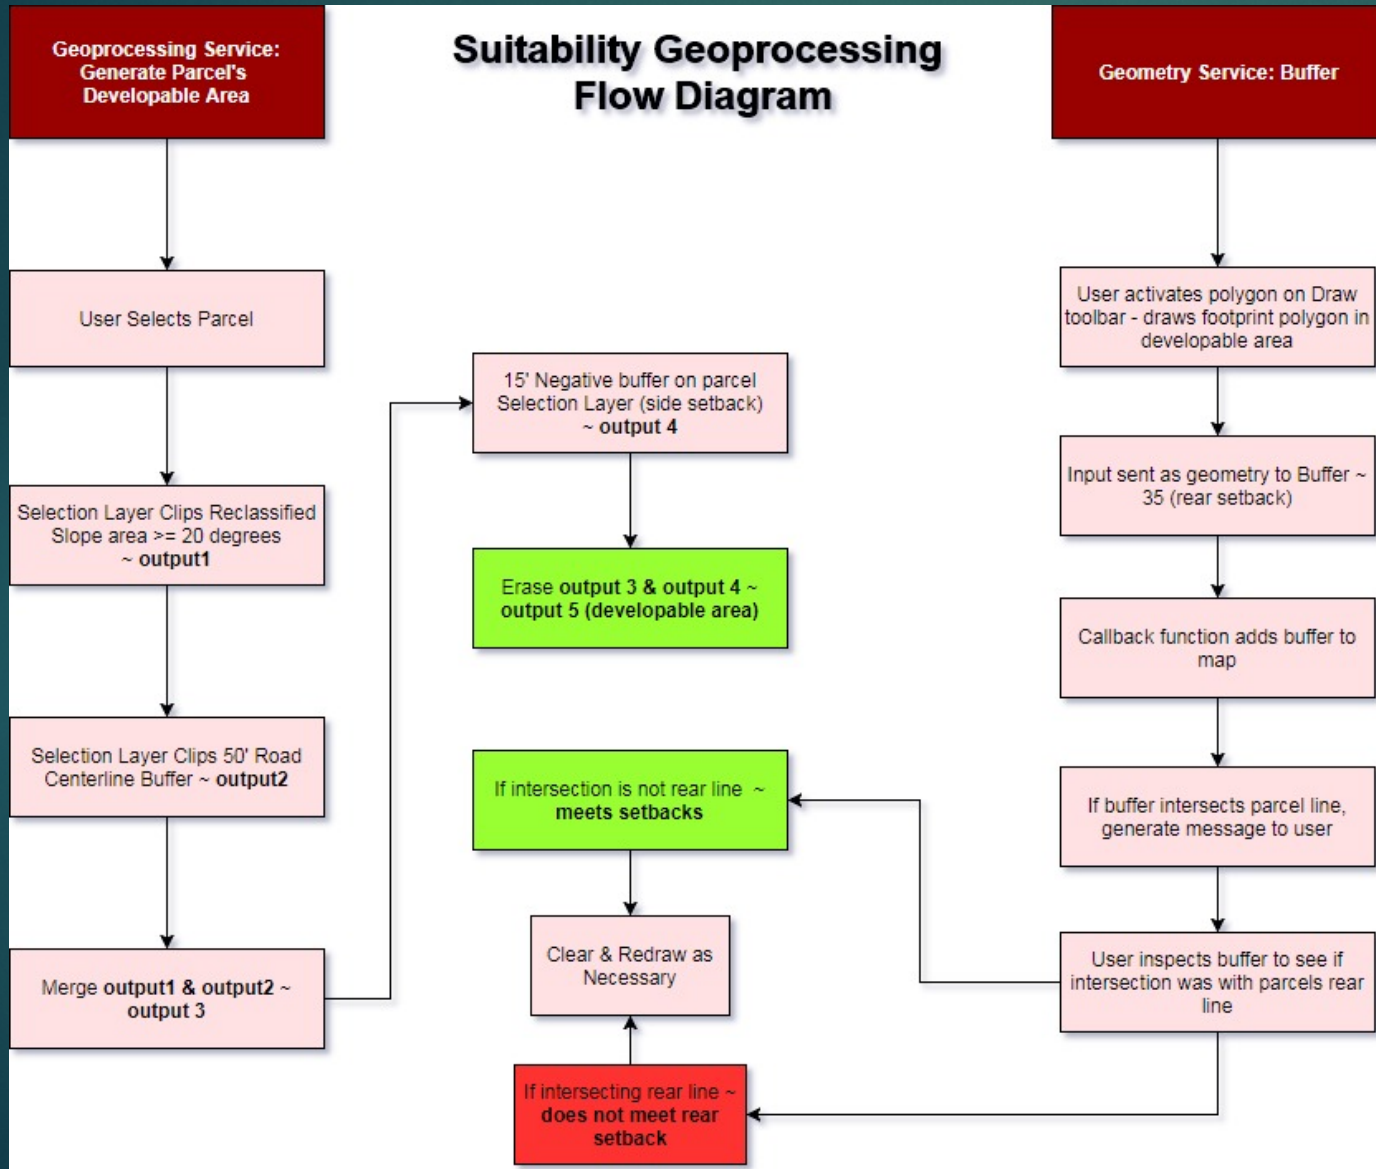 Suitability Geoprocessing
Flow Diagram
Geoprocessing Service:
Generate Parcel's
Developable Area
User Selects Parcel
Selection Layer Clips Reclassified
Slope area >= 20 degrees
~ output1
Selection Layer Clips 50' Road
Centerline Buffer ~ output2
Merge output1 & output2 ~
output 3
15' Negative buffer on parcel
Selection Layer (side setback)
~ output 4
Erase output 3 & output 4 ~
output 5 (developable area)
Geometry Service: Buffer
User activates polygon on Draw
toolbar - draws footprint polygon in
developable area
Input sent as geometry to Buffer ~
35 (rear setback)
Callback function adds buffer to
map
If buffer intersects parcel line,
generate message to user
User inspects buffer to see if
intersection was with parcels rear
line
If intersection is not rear line ~
meets setbacks
Clear & Redraw as
Necessary
If intersecting rear line ~
does not meet rear
setback